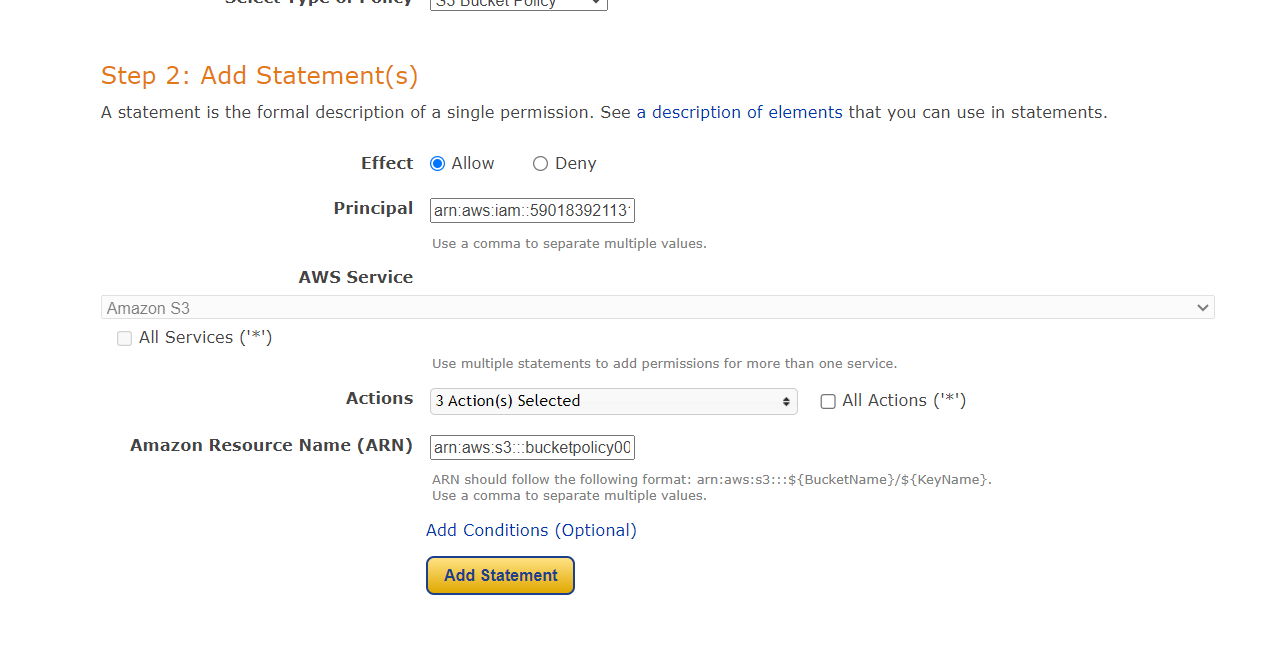 Select Type of Policy S3 Bucket Policy
Step 2: Add Statement(s)
A statement is the formal description of a single permission. See a description of elements that you can use in statements.
Effect Allow Deny
Principal arn:aws:iam::59018392113
Use a comma to separate multiple values.
AWS Service
Amazon S3
All Services ('*')
Use multiple statements to add permissions for more than one service.
Actions 3 Action(s) Selected All Actions ('*')
Amazon Resource Name (ARN) arn:aws:s3:::bucketpolicy00
ARN should follow the following format: arn:aws:s3:::${BucketName}/${KeyName}.
Use a comma to separate multiple values.
Add Conditions (Optional)
Add Statement